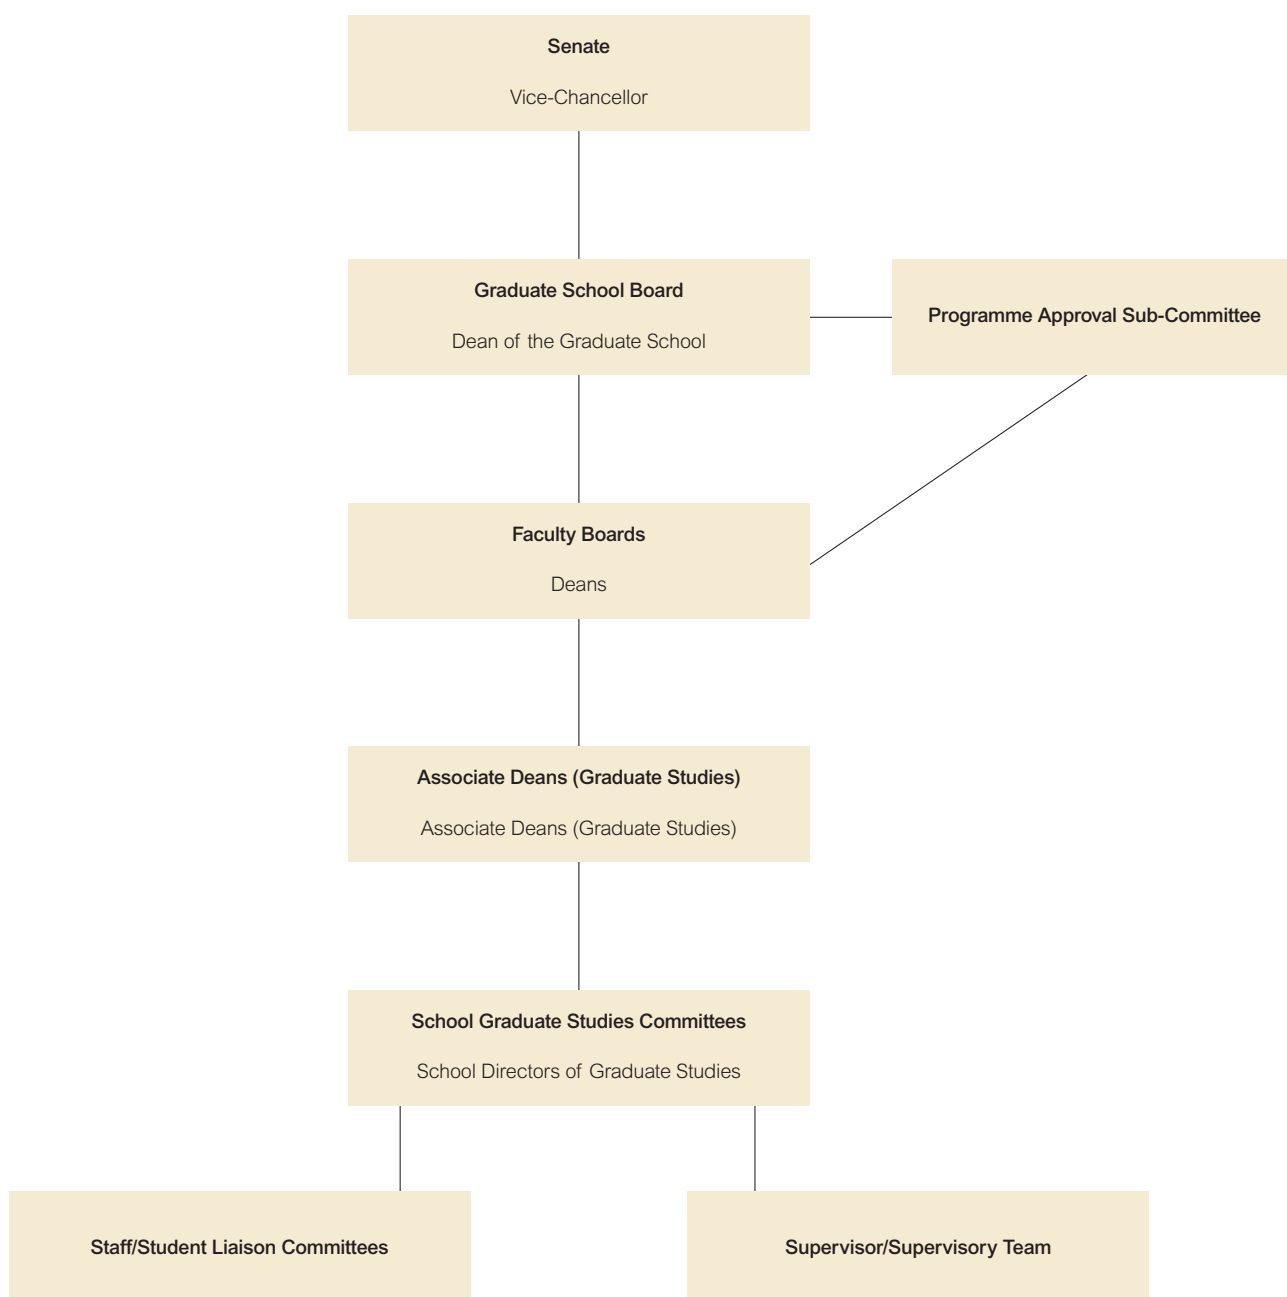 Senate
Vice-Chancellor
Graduate School Board
Dean of the Graduate School
Programme Approval Sub-Committee
Faculty Boards
Deans
Associate Deans (Graduate Studies)
Associate Deans (Graduate Studies)
School Graduate Studies Committees
School Directors of Graduate Studies
Staff/Student Liaison Committees
Supervisor/Supervisory Team